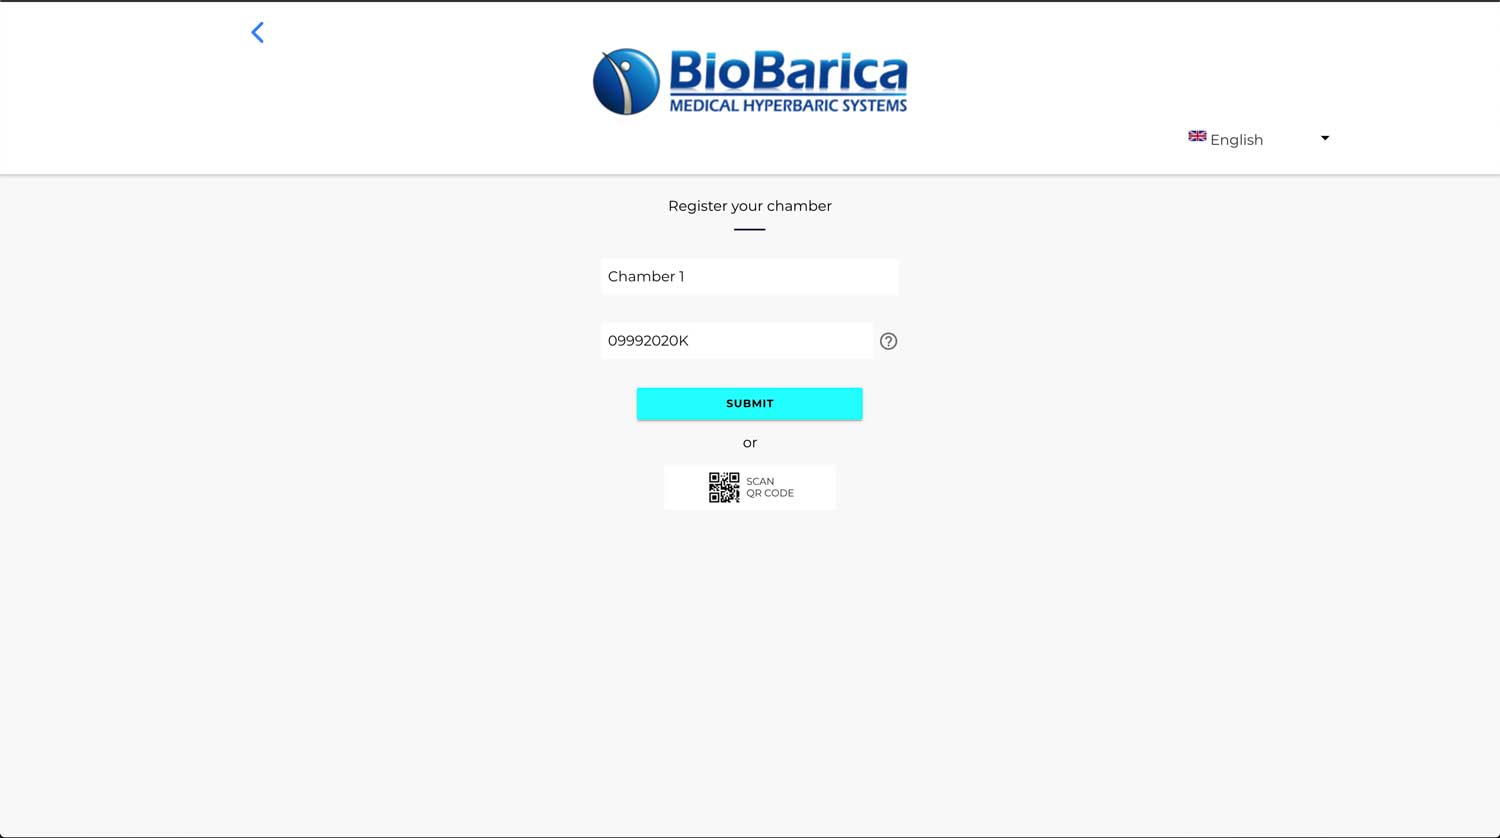 BioBarica
MEDICAL HYPERBARIC SYSTEMS
English
Register your chamber
Chamber 1
09992020K
?
SUBMIT
or
SCAN
QR CODE